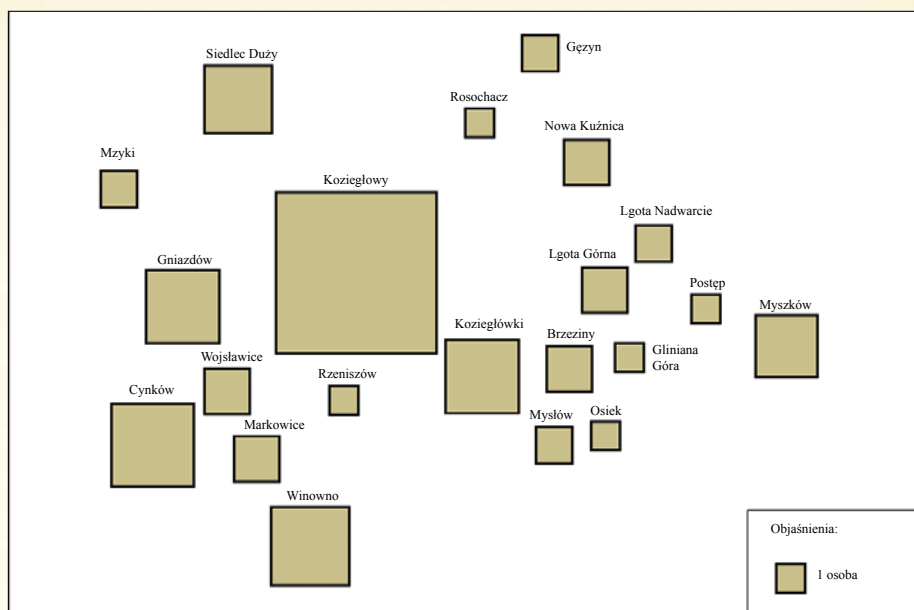 Gęzyn
Siedlec Duży
Rosochacz
Nowa Kuźnica
Mzyki
Koziegłowy
Lgota Nadwarcie
Lgota Górna
Gniazdów
Postęp
Myszków
Koziegłówki
Brzeziny
Gliniana
Góra
Wojsławice
Rzeniszów
Cynków
Mysłów
Osiek
Markowice
Winowno
Objaśnienia:
1 osoba